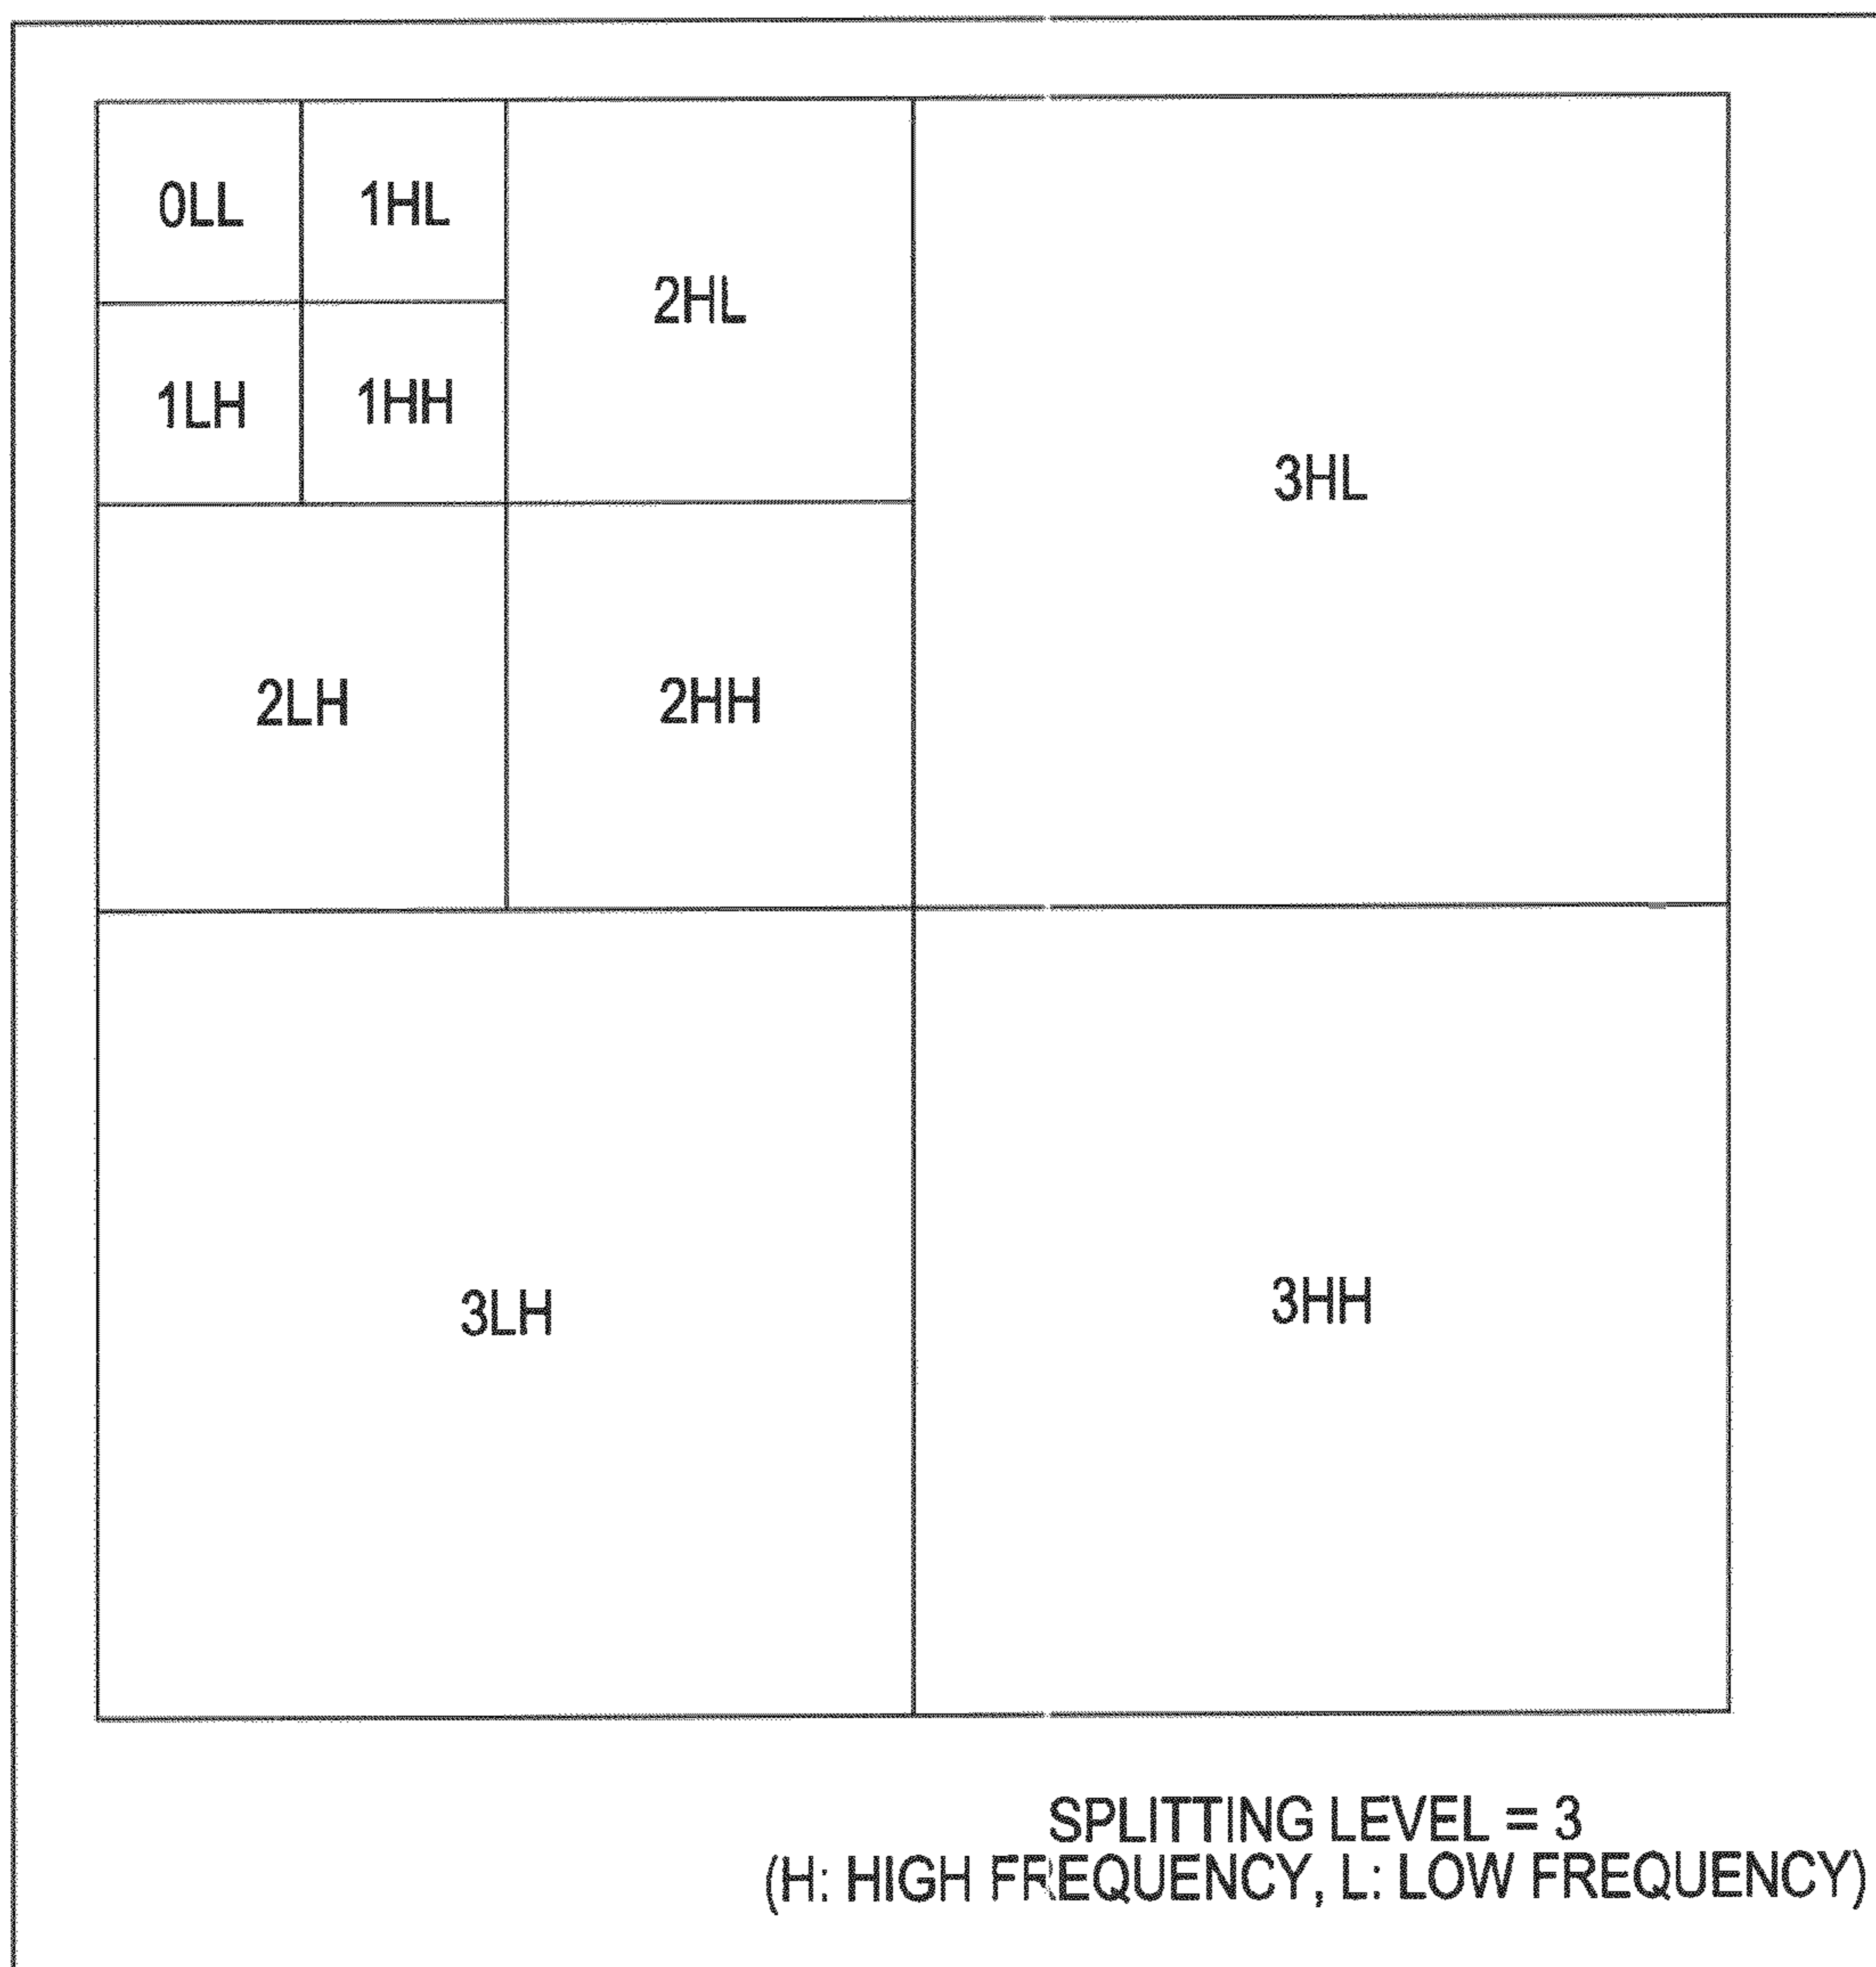 0LL
1HL
2HL
1LH
1HH
3HL
2LH
2HH
3LH
3HH
SPLITTING LEVEL = 3
(H: HIGH FREQUENCY, L: LOW FREQUENCY)